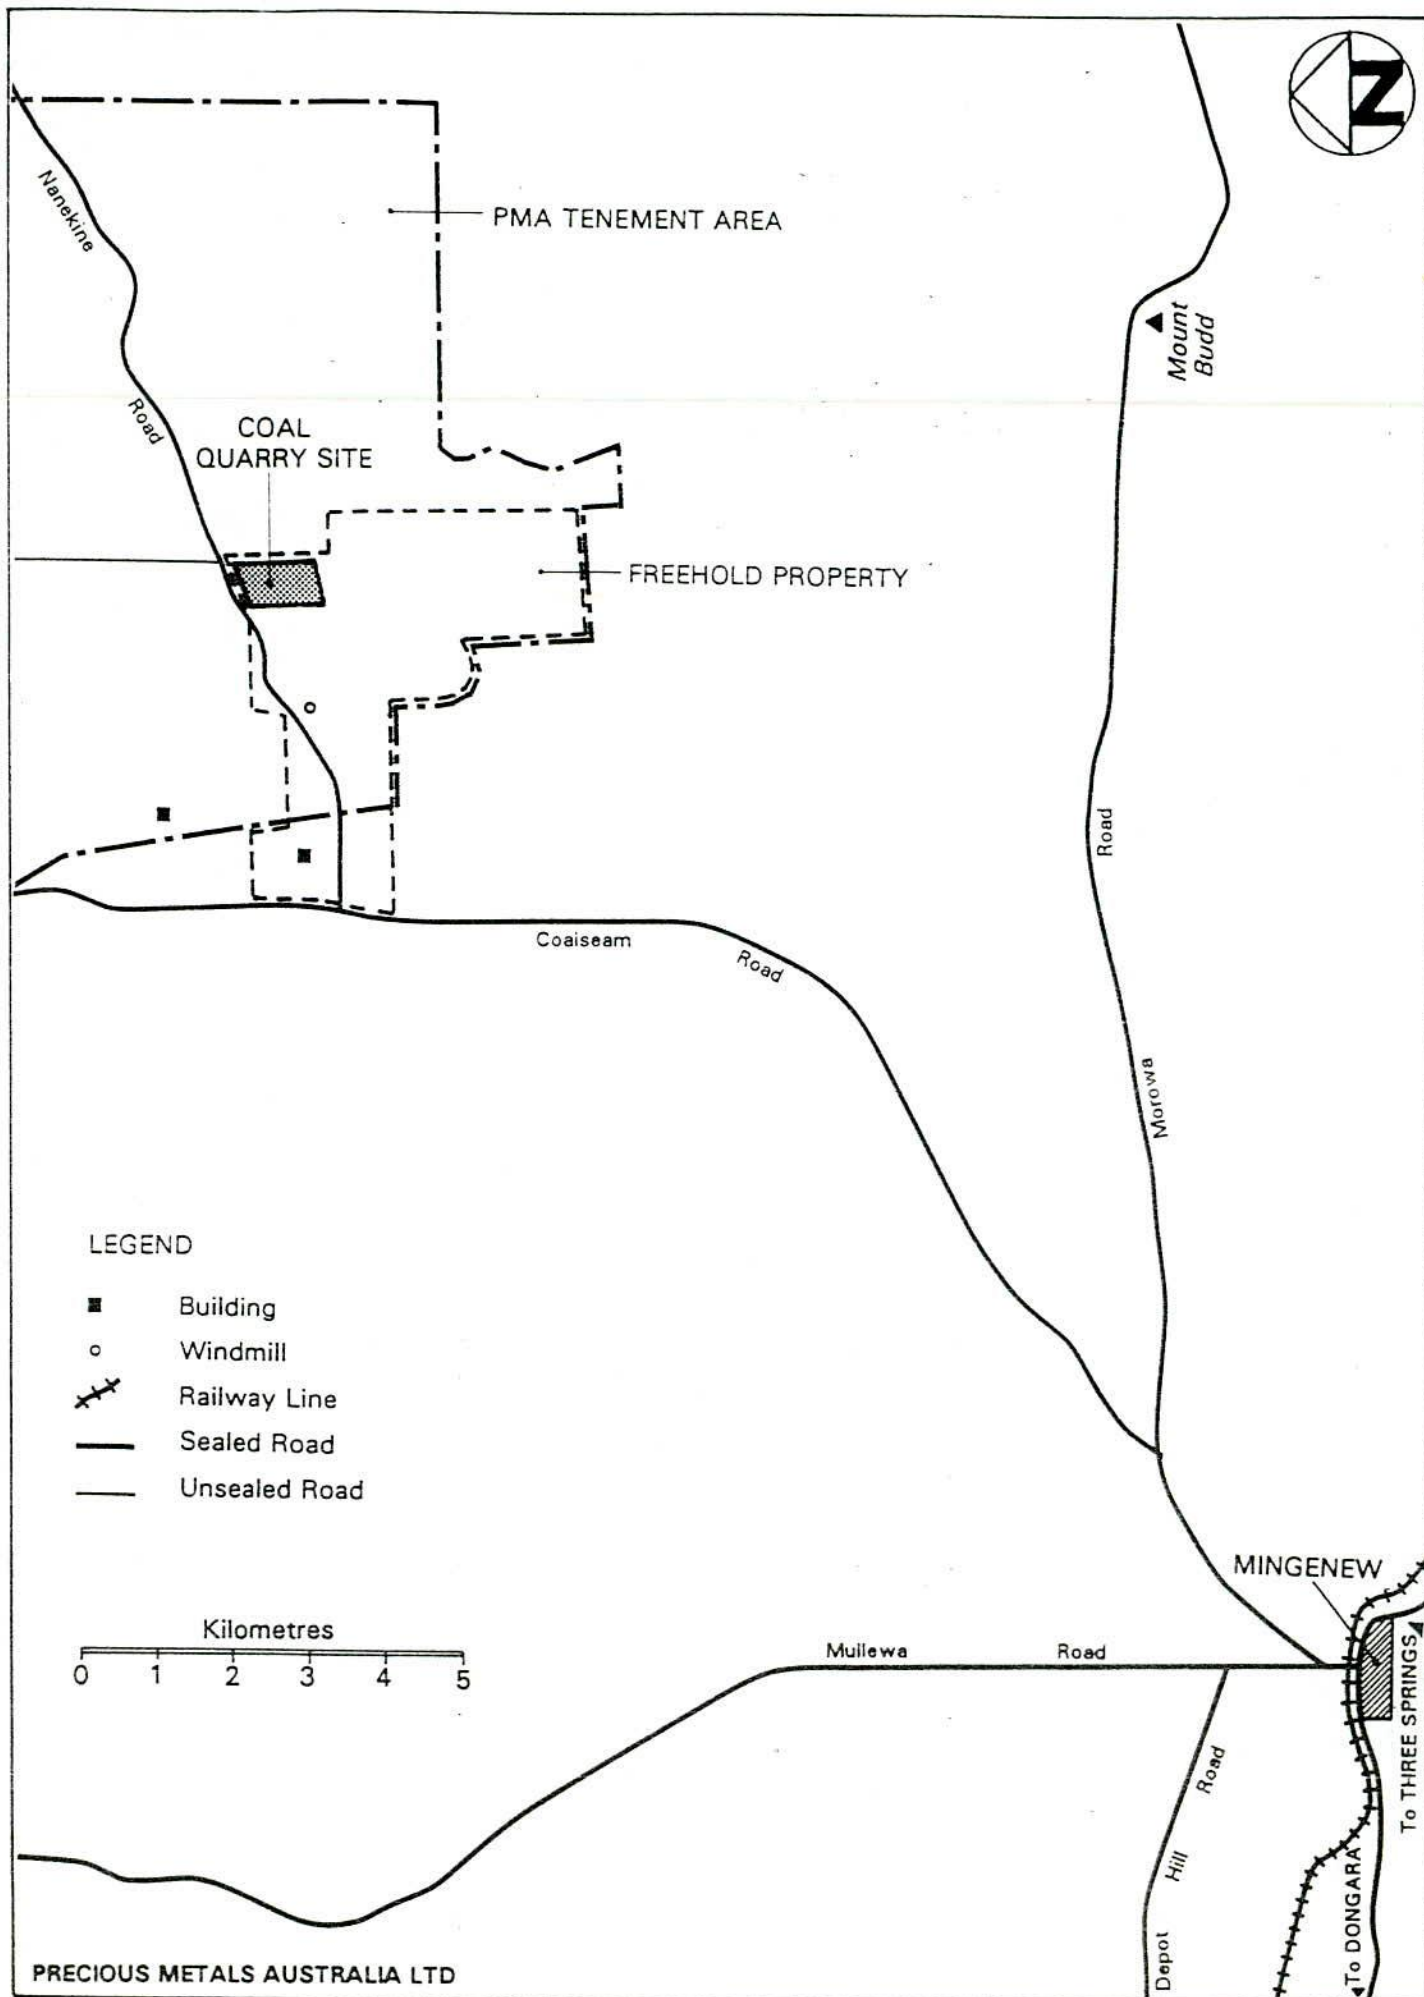 N
Nanekine
PMA TENEMENT AREA
Mount
Budd
Road
COAL
QUARRY SITE
FREEHOLD PROPERTY
Road
Coaiseam
Road
Morowa
LEGEND
Building
Windmill
Railway Line
Sealed Road
Unsealed Road
MINGENEW
Kilometres
0 1 2 3 4 5
Mullewa Road
To THREE SPRINGS
Road
Hill
Depot
To DONGARA
PRECIOUS METALS AUSTRALIA LTD